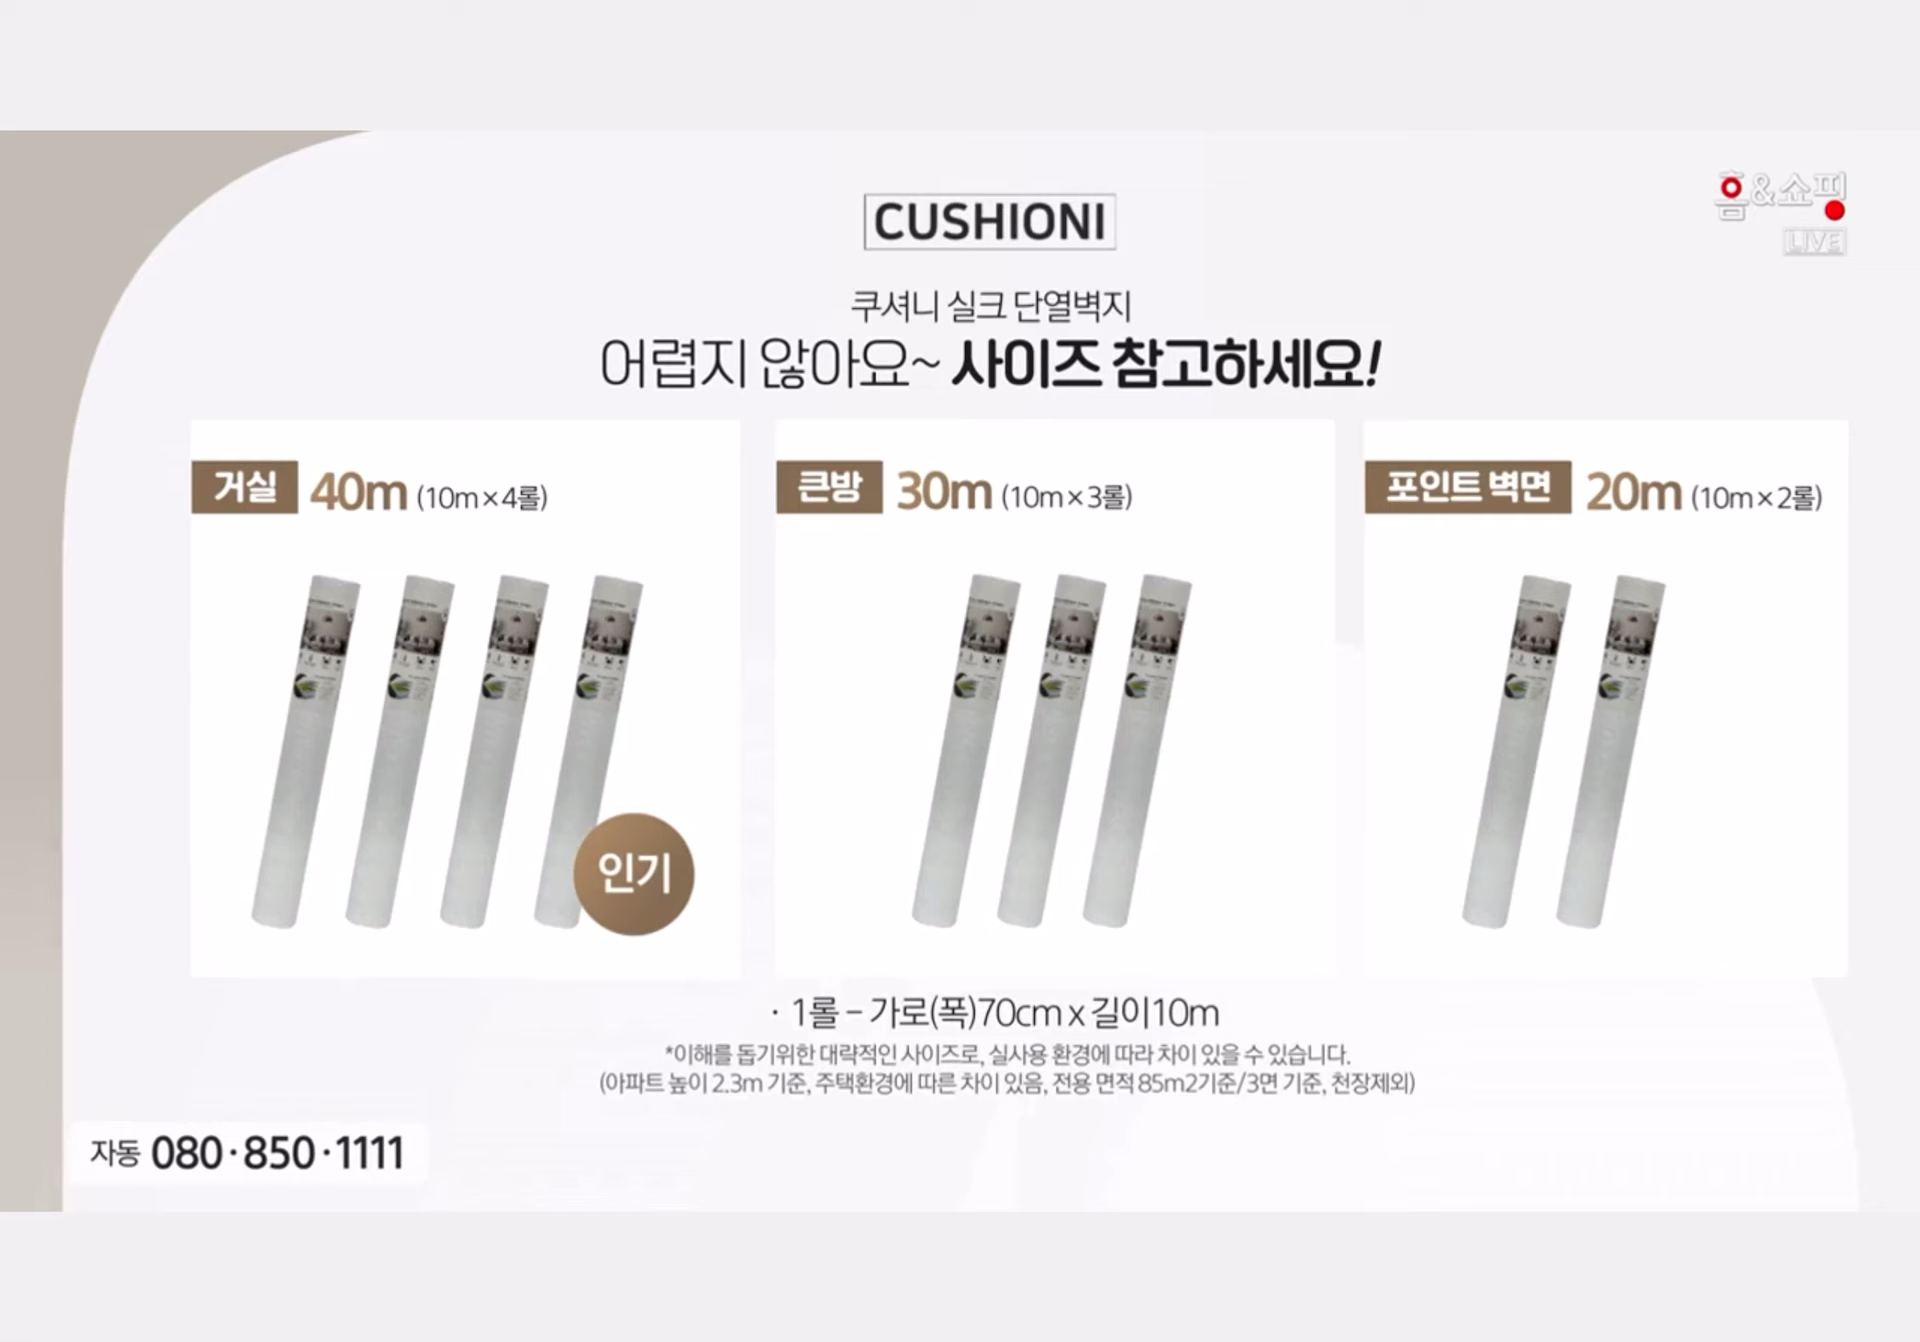 CUSHIONI
홈&쇼핑
LIVE
쿠셔니 실크 단열벽지
어렵지 않아요~ 사이즈 참고하세요!
거실 40m (10m×4롤)
큰방 30m (10m×3롤)
포인트 벽면 20m (10m×2롤)
인기
· 1롤 – 가로(폭)70cm x 길이10m
*이해를 돕기위한 대략적인 사이즈로, 실사용 환경에 따라 차이 있을 수 있습니다.
(아파트 높이 2.3m 기준, 주택환경에 따른 차이 있음, 전용 면적 85m2기준/3면 기준, 천장제외)
자동 080·850·1111